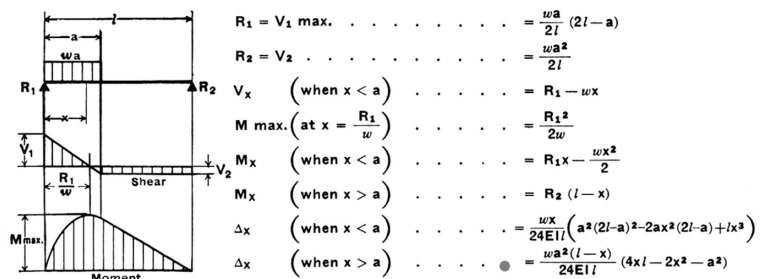 l
a
wa
R₁
R₂
x
V₁
V₂
R₁/w
Shear
M max.
Moment
R₁ = V₁ max. . . . . . . . . = wa/2l (2l—a)
R₂ = V₂ . . . . . . . . . . = wa²/2l
Vₓ (when x < a) . . . . . = R₁ — wx
M max. (at x = R₁/w) . . . . . = R₁²/2w
Mₓ (when x < a) . . . . . = R₁x — wx²/2
Mₓ (when x > a) . . . . . = R₂ (l — x)
Δₓ (when x < a) . . . . . = wx/24EIl (a²(2l—a)²—2ax²(2l—a)+lx³)
Δₓ (when x > a) . . . . = wa²(l — x)/24EIl (4xl — 2x² — a²)